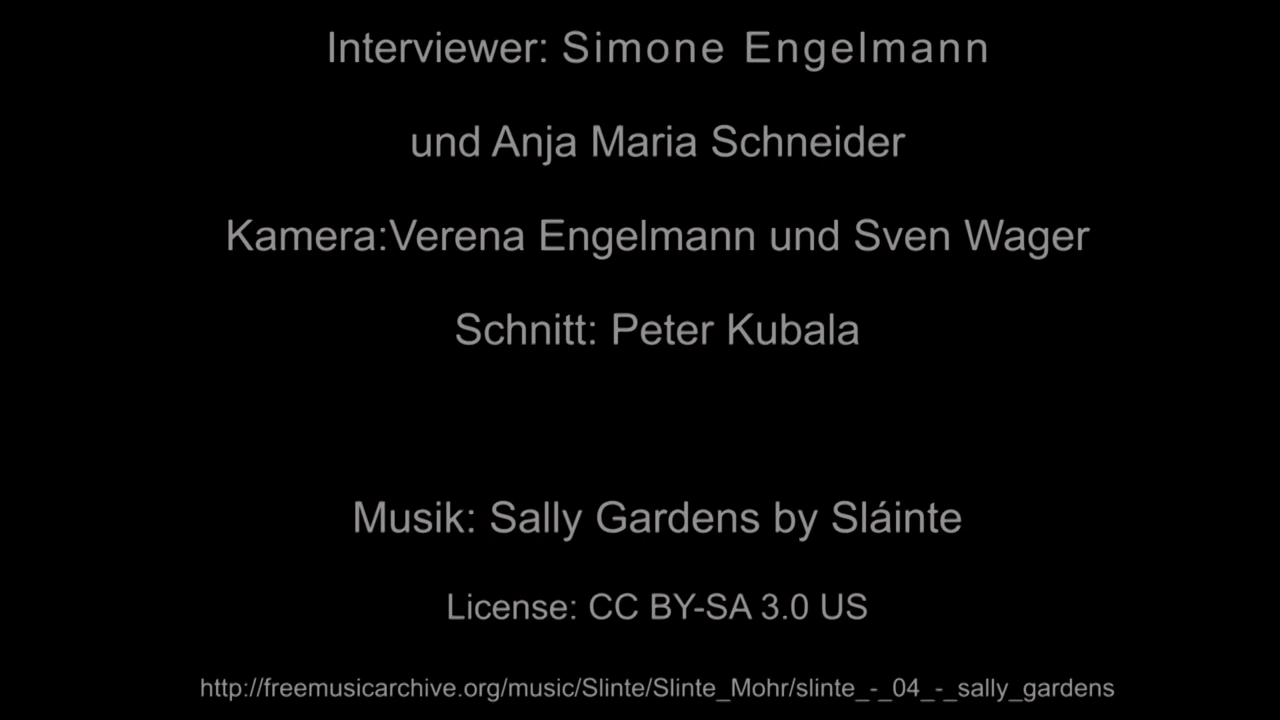 Interviewer: Simone Engelmann
und Anja Maria Schneider
Kamera:Verena Engelmann und Sven Wager
Schnitt: Peter Kubala
Musik: Sally Gardens by Sláinte
License: CC BY-SA 3.0 US
http://freemusicarchive.org/music/Slinte/Slinte_Mohr/slinte_-_04_-_sally_gardens